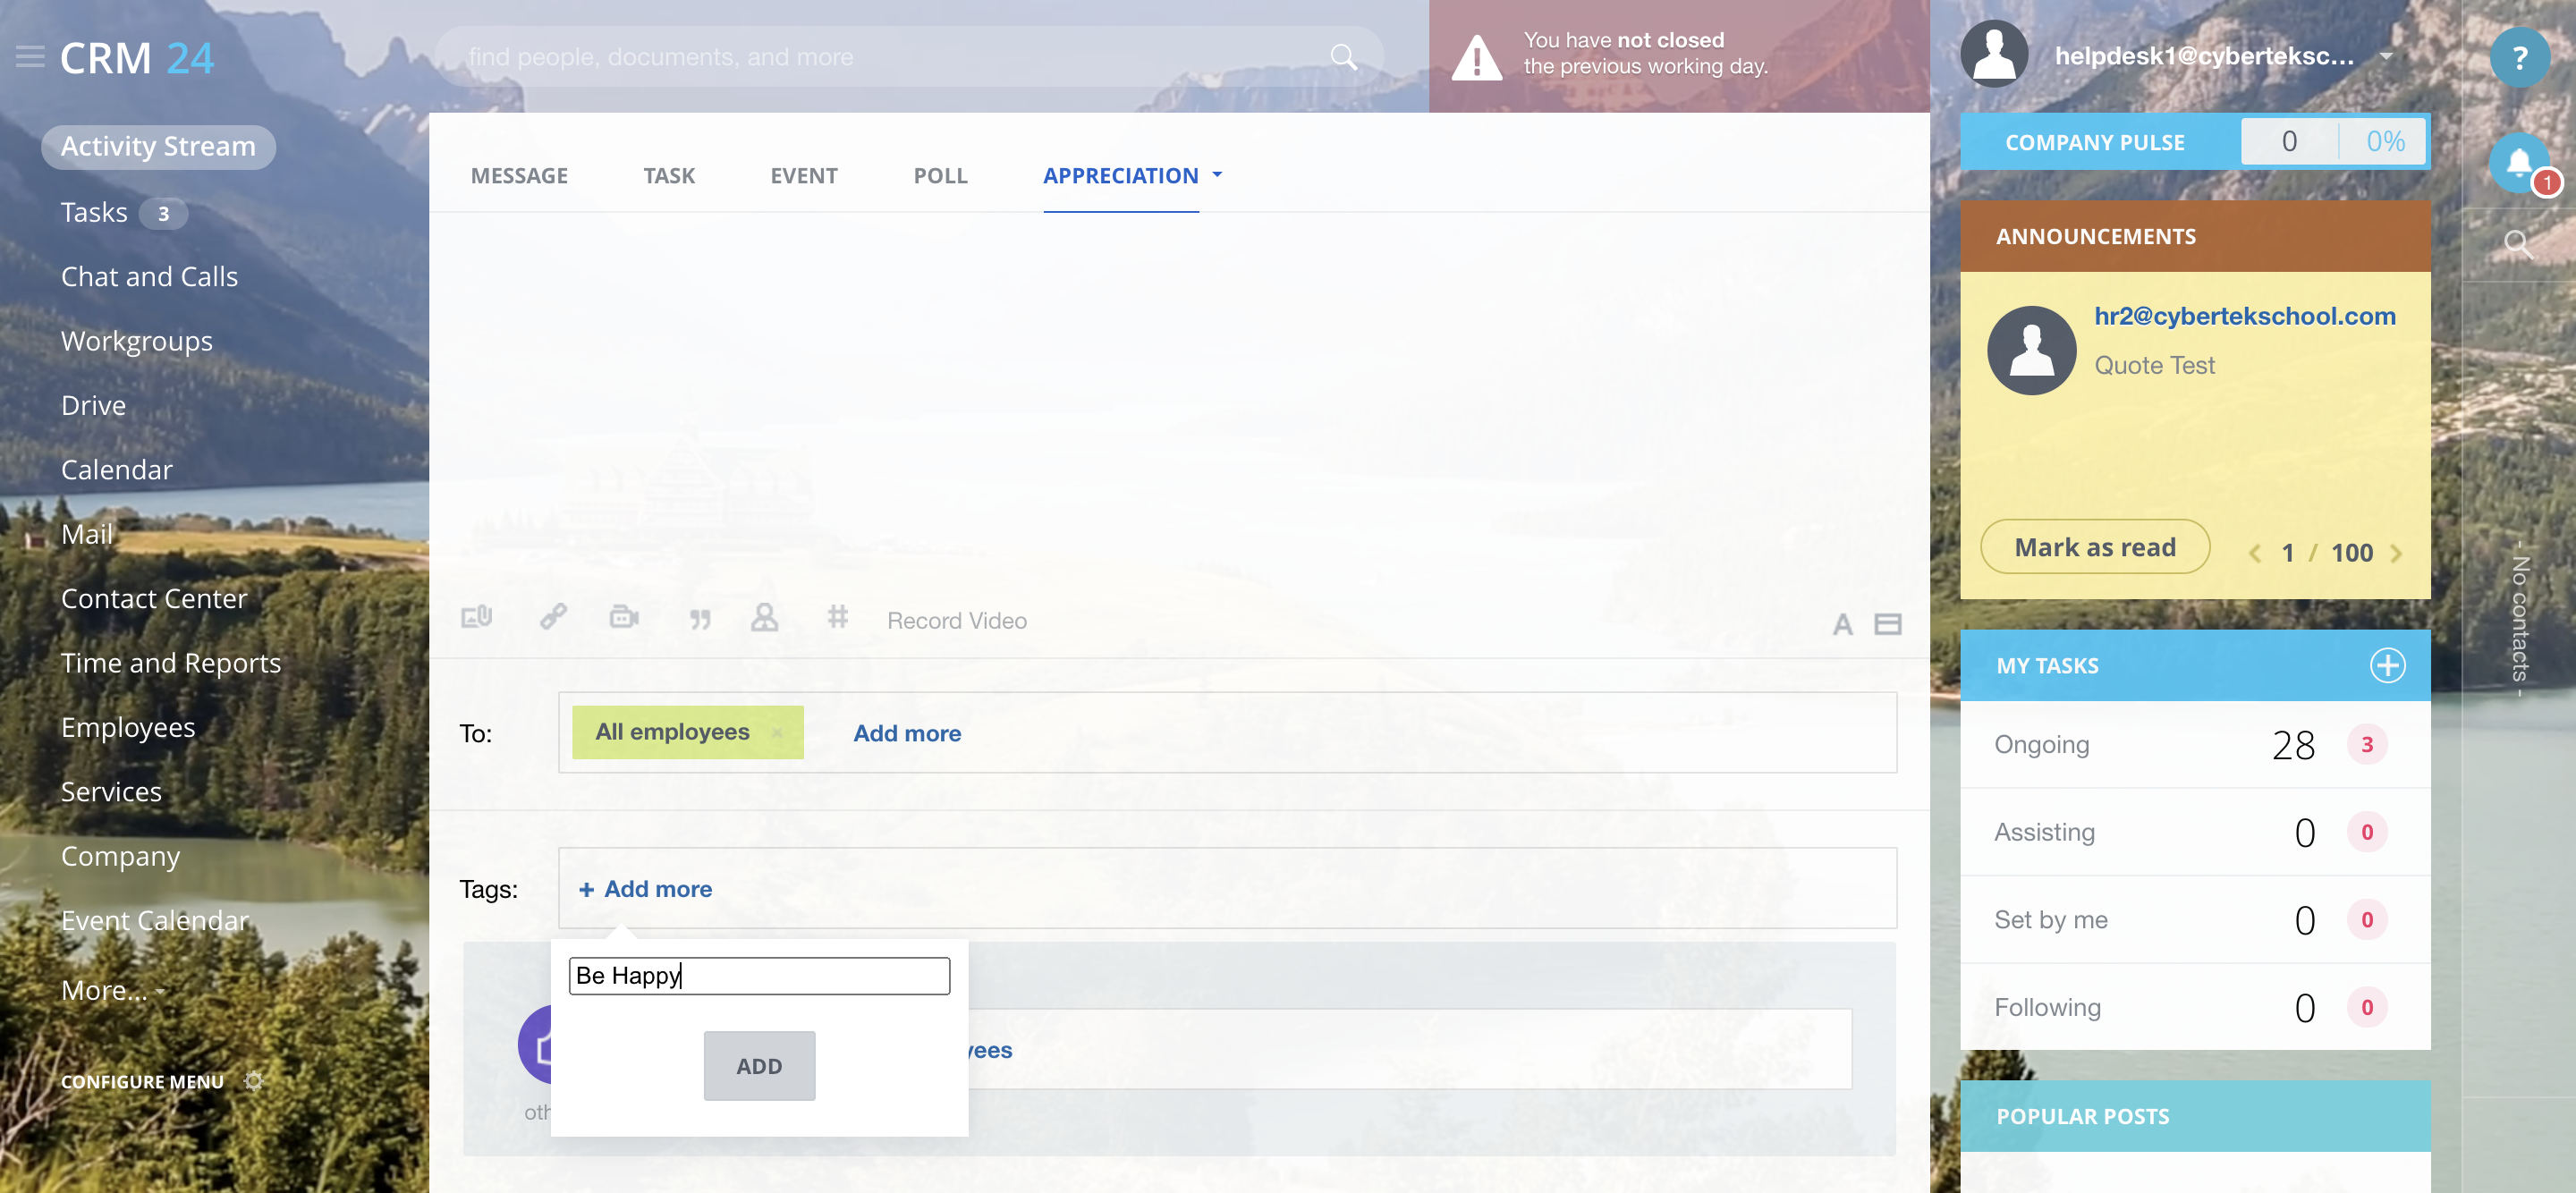 CRM 24
find people, documents, and more
You have not closed
the previous working day.
helpdesk1@cyberteksc...
?
Activity Stream
Tasks 3
Chat and Calls
Workgroups
Drive
Calendar
Mail
Contact Center
Time and Reports
Employees
Services
Company
Event Calendar
More...
CONFIGURE MENU
MESSAGE TASK EVENT POLL APPRECIATION
Record Video
A
To: All employees × Add more
Tags: + Add more
Be Happy
ADD
COMPANY PULSE 0 0%
1
ANNOUNCEMENTS
hr2@cybertekschool.com
Quote Test
Mark as read 1 / 100
MY TASKS
Ongoing 28 3
Assisting 0 0
Set by me 0 0
Following 0 0
POPULAR POSTS
- No contacts -